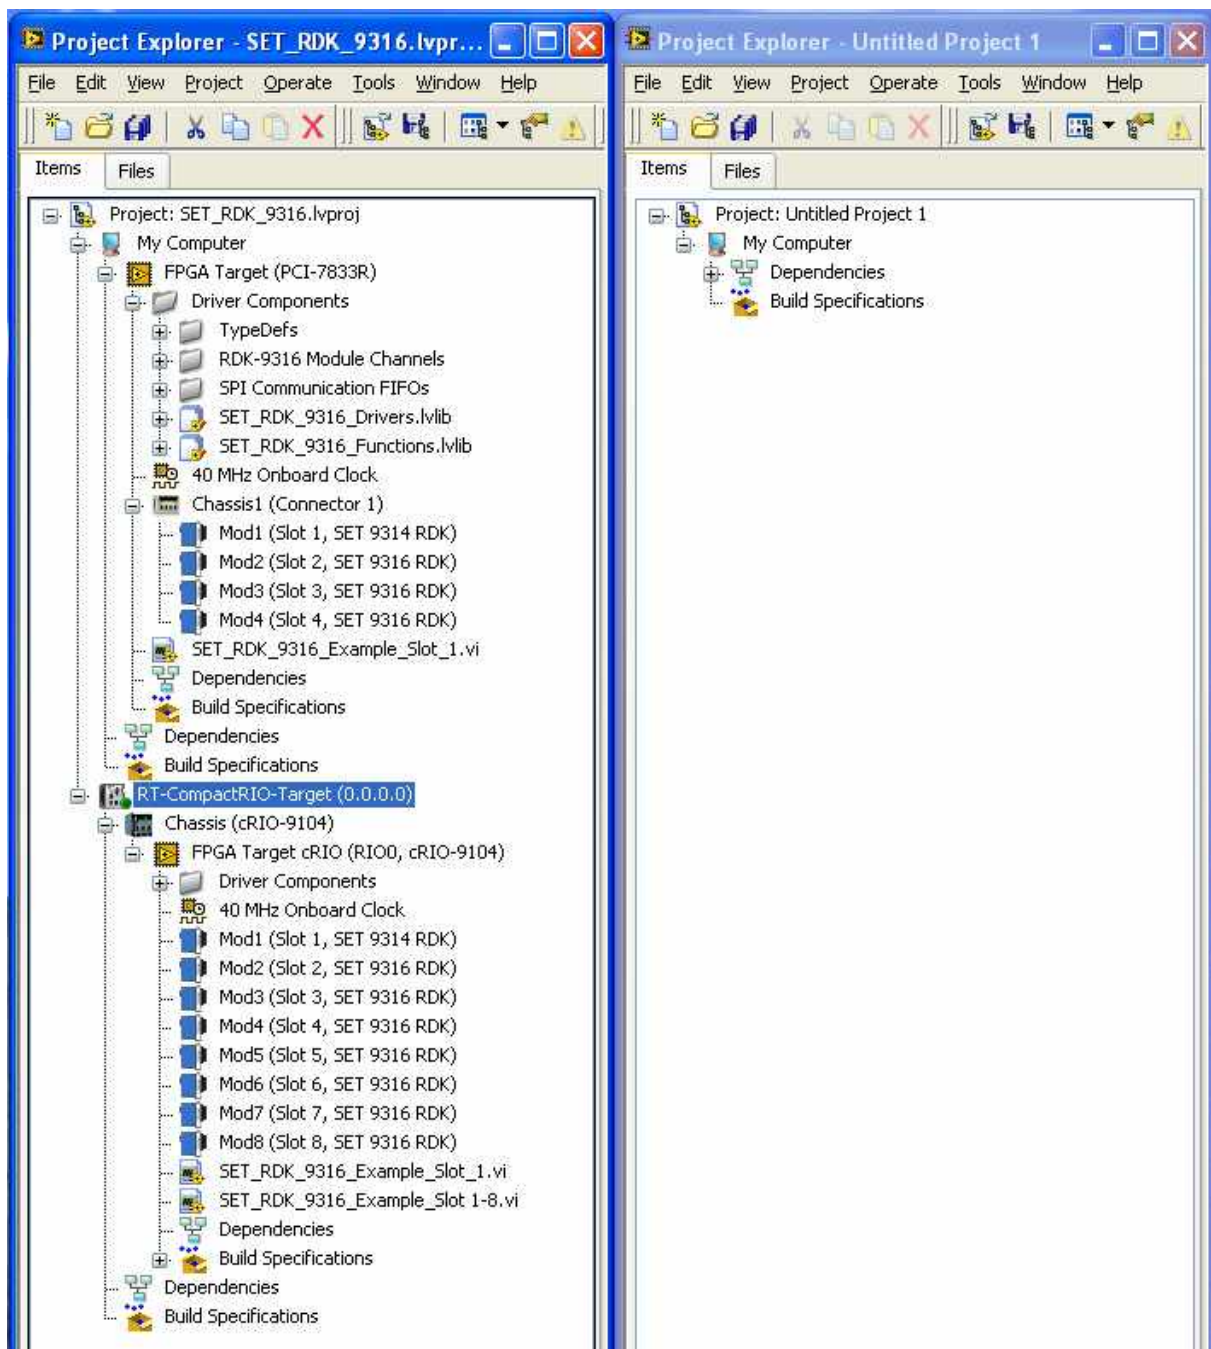 Project Explorer - SET_RDK_9316.lvpr...
File Edit View Project Operate Tools Window Help
Items Files
Project: SET_RDK_9316.lvproj
My Computer
FPGA Target (PCI-7833R)
Driver Components
TypeDefs
RDK-9316 Module Channels
SPI Communication FIFOs
SET_RDK_9316_Drivers.lvlib
SET_RDK_9316_Functions.lvlib
40 MHz Onboard Clock
Chassis1 (Connector 1)
Mod1 (Slot 1, SET 9314 RDK)
Mod2 (Slot 2, SET 9316 RDK)
Mod3 (Slot 3, SET 9316 RDK)
Mod4 (Slot 4, SET 9316 RDK)
SET_RDK_9316_Example_Slot_1.vi
Dependencies
Build Specifications
Dependencies
Build Specifications
RT-CompactRIO-Target (0.0.0.0)
Chassis (cRIO-9104)
FPGA Target cRIO (RIO0, cRIO-9104)
Driver Components
40 MHz Onboard Clock
Mod1 (Slot 1, SET 9314 RDK)
Mod2 (Slot 2, SET 9316 RDK)
Mod3 (Slot 3, SET 9316 RDK)
Mod4 (Slot 4, SET 9316 RDK)
Mod5 (Slot 5, SET 9316 RDK)
Mod6 (Slot 6, SET 9316 RDK)
Mod7 (Slot 7, SET 9316 RDK)
Mod8 (Slot 8, SET 9316 RDK)
SET_RDK_9316_Example_Slot_1.vi
SET_RDK_9316_Example_Slot 1-8.vi
Dependencies
Build Specifications
Dependencies
Build Specifications
Project Explorer - Untitled Project 1
File Edit View Project Operate Tools Window Help
Items Files
Project: Untitled Project 1
My Computer
Dependencies
Build Specifications